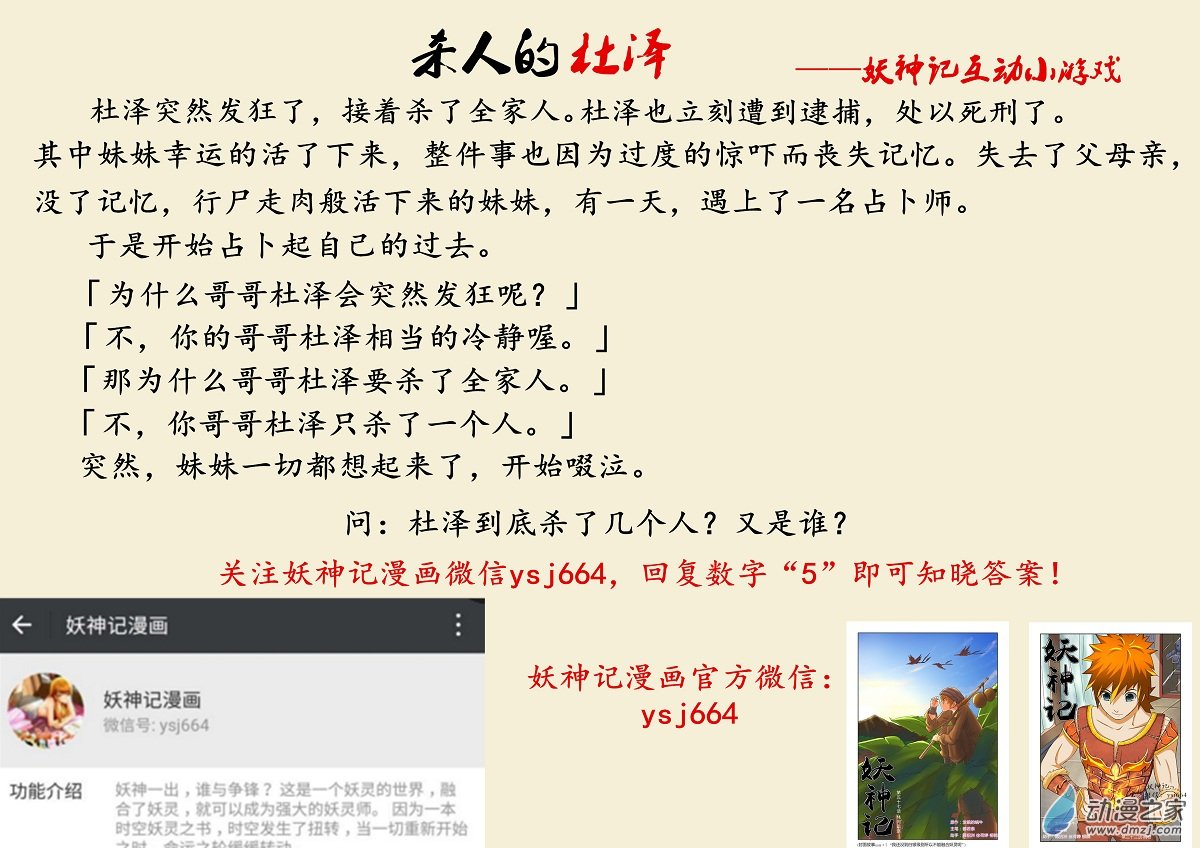 杀人的杜泽
——妖神记互动小游戏
杜泽突然发狂了，接着杀了全家人。杜泽也立刻遭到逮捕，处以死刑了。
其中妹妹幸运的活了下来，整件事也因为过度的惊吓而丧失记忆。失去了父母亲，
没了记忆，行尸走肉般活下来的妹妹，有一天，遇上了一名占卜师。
于是开始占卜起自己的过去。
「为什么哥哥杜泽会突然发狂呢？」
「不，你的哥哥杜泽相当的冷静喔。」
「那为什么哥哥杜泽要杀了全家人。」
「不，你哥哥杜泽只杀了一个人。」
突然，妹妹一切都想起来了，开始啜泣。
问：杜泽到底杀了几个人？又是谁？
关注妖神记漫画微信ysj664，回复数字“5”即可知晓答案！
妖神记漫画
妖神记漫画
微信号: ysj664
功能介绍
妖神一出，谁与争锋？ 这是一个妖灵的世界，融
合了妖灵，就可以成为强大的妖灵师。 因为一本
时空妖灵之书，时空发生了扭转，当一切重新开始
之时，命运之轮缓缓转动…
妖神记漫画官方微信：
ysj664
妖神记
妖神记
动漫之家
www.dmzj.com